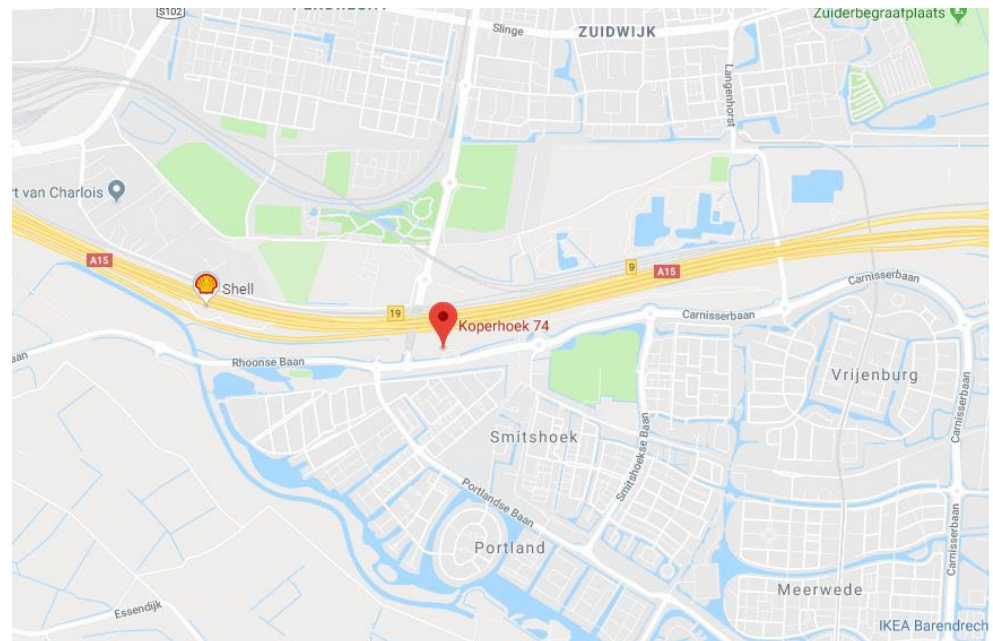 S102
Slinge
ZUIDWIJK
Zuiderbegraafplaats
Langenhorst
t van Charlois
A15
Shell
19
9
A15
Koperhoek 74
Carnisserbaan
Carnisserbaan
Rhoonse Baan
aan
Vrijenburg
Carnisserbaan
Smitshoek
Smitshoekse Baan
Portlandse Baan
Portland
Carnisserbaan
Meerwede
Essendijk
IKEA Barendrech